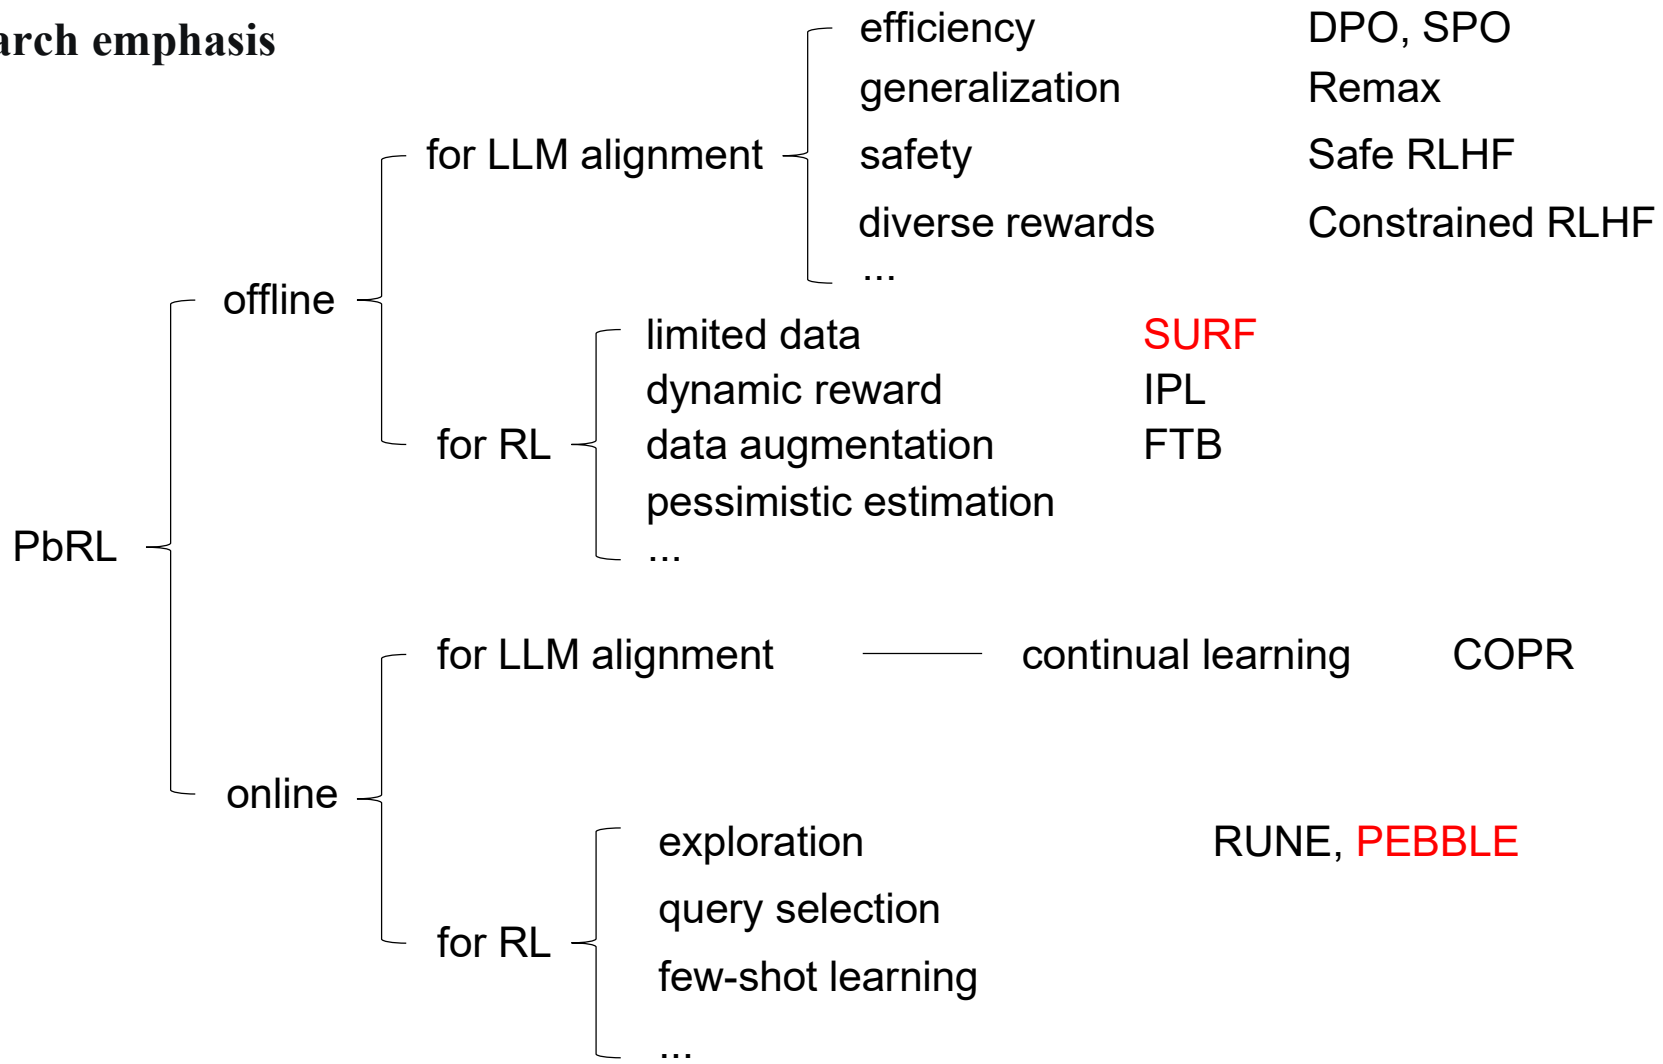 arch emphasis
efficiency DPO, SPO
generalization Remax
for LLM alignment safety Safe RLHF
diverse rewards Constrained RLHF
...
offline
limited data SURF
dynamic reward IPL
for RL data augmentation FTB
pessimistic estimation
PbRL
...
for LLM alignment continual learning COPR
online
exploration RUNE, PEBBLE
query selection
for RL
few-shot learning
...